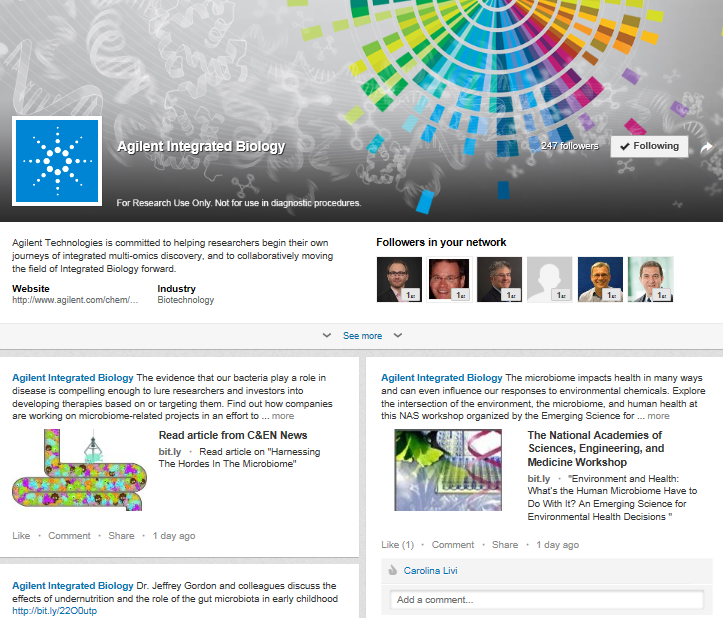 Agilent Integrated Biology
247 followers
Following
For Research Use Only. Not for use in diagnostic procedures.
Agilent Technologies is committed to helping researchers begin their own
journeys of integrated multi-omics discovery, and to collaboratively moving
the field of Integrated Biology forward.
Website
http://www.agilent.com/chem/...
Industry
Biotechnology
Followers in your network
1st
1st
1st
1st
1st
1st
See more
Agilent Integrated Biology The evidence that our bacteria play a role in
disease is compelling enough to lure researchers and investors into
developing therapies based on or targeting them. Find out how companies
are working on microbiome-related projects in an effort to ... more
Read article from C&EN News
bit.ly · Read article on "Harnessing
The Hordes In The Microbiome"
Like · Comment · Share · 1 day ago
Agilent Integrated Biology Dr. Jeffrey Gordon and colleagues discuss the
effects of undernutrition and the role of the gut microbiota in early childhood
http://bit.ly/22O0utp
Agilent Integrated Biology The microbiome impacts health in many ways
and can even influence our responses to environmental chemicals. Explore
the intersection of the environment, the microbiome, and human health at
this NAS workshop organized by the Emerging Science for ... more
The National Academies of
Sciences, Engineering, and
Medicine Workshop
bit.ly · "Environment and Health:
What's the Human Microbiome Have to
Do With It? An Emerging Science for
Environmental Health Decisions "
Like (1) · Comment · Share · 1 day ago
Carolina Livi
Add a comment...